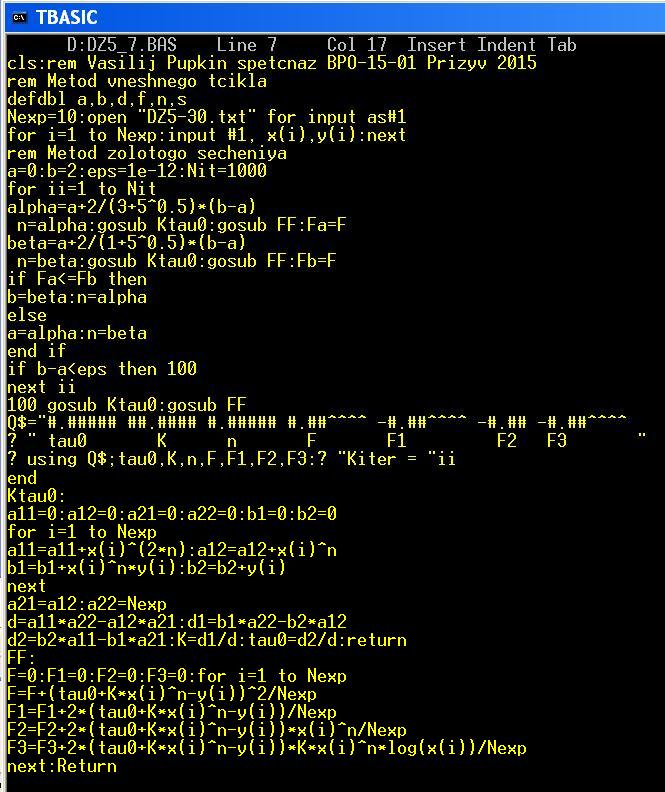 TBASIC
D:DZ5_7.BAS    Line 7     Col 17  Insert Indent Tab
cls:rem Vasilij Pupkin spetcnaz BPO-15-01 Prizyv 2015
rem Metod vneshnego tcikla
defdbl a,b,d,f,n,s
Nexp=10:open "DZ5-30.txt" for input as#1
for i=1 to Nexp:input #1, x(i),y(i):next
rem Metod zolotogo secheniya
a=0:b=2:eps=1e-12:Nit=1000
for ii=1 to Nit
alpha=a+2/(3+5^0.5)*(b-a)
 n=alpha:gosub Ktau0:gosub FF:Fa=F
beta=a+2/(1+5^0.5)*(b-a)
 n=beta:gosub Ktau0:gosub FF:Fb=F
if Fa<=Fb then
b=beta:n=alpha
else
a=alpha:n=beta
end if
if b-a<eps then 100
next ii
100 gosub Ktau0:gosub FF
Q$="#.##### ##.#### #.##### #.##^^^^ -#.##^^^^ -#.## -#.##^^^^
? " tau0       K      n       F       F1         F2   F3       "
? using Q$;tau0,K,n,F,F1,F2,F3:? "Kiter = "ii
end
Ktau0:
a11=0:a12=0:a21=0:a22=0:b1=0:b2=0
for i=1 to Nexp
a11=a11+x(i)^(2*n):a12=a12+x(i)^n
b1=b1+x(i)^n*y(i):b2=b2+y(i)
next
a21=a12:a22=Nexp
d=a11*a22-a12*a21:d1=b1*a22-b2*a12
d2=b2*a11-b1*a21:K=d1/d:tau0=d2/d:return
FF:
F=0:F1=0:F2=0:F3=0:for i=1 to Nexp
F=F+(tau0+K*x(i)^n-y(i))^2/Nexp
F1=F1+2*(tau0+K*x(i)^n-y(i))/Nexp
F2=F2+2*(tau0+K*x(i)^n-y(i))*x(i)^n/Nexp
F3=F3+2*(tau0+K*x(i)^n-y(i))*K*x(i)^n*log(x(i))/Nexp
next:Return